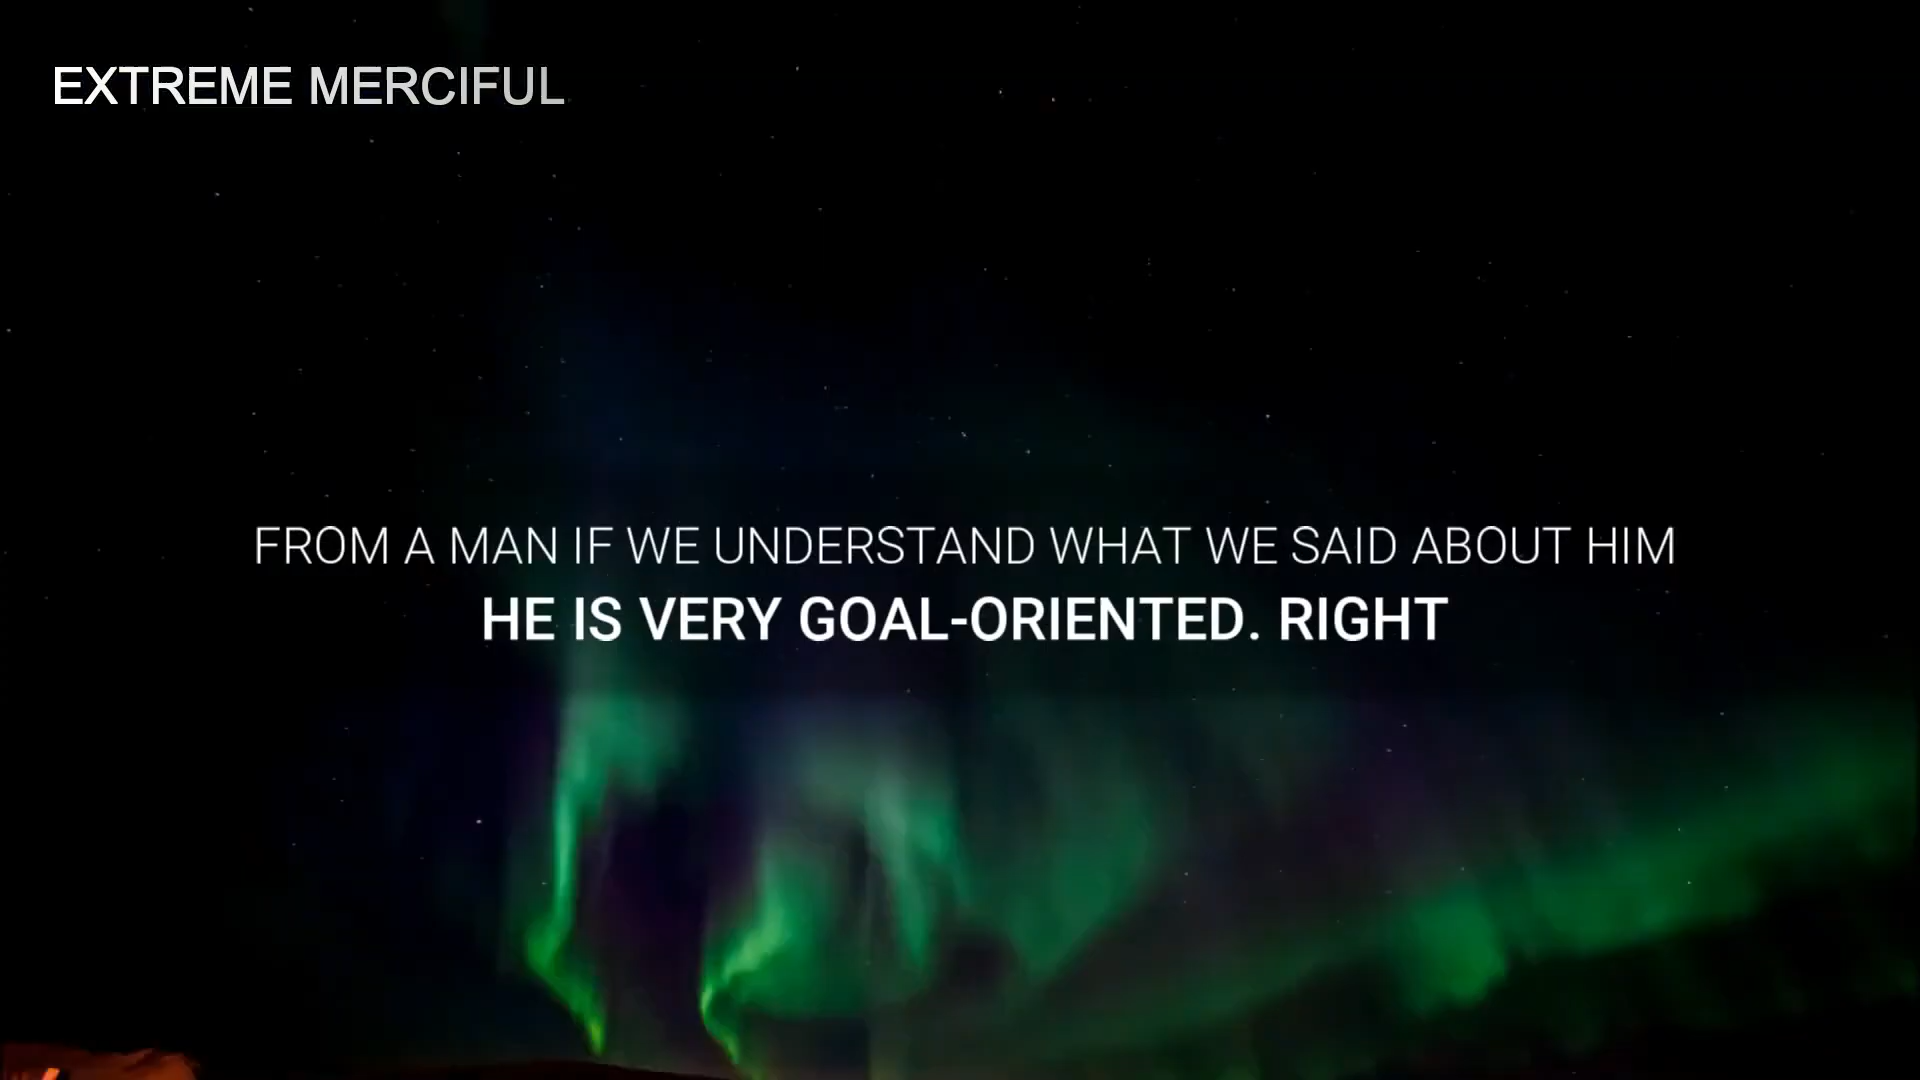 EXTREME MERCIFUL
FROM A MAN IF WE UNDERSTAND WHAT WE SAID ABOUT HIM
HE IS VERY GOAL-ORIENTED. RIGHT